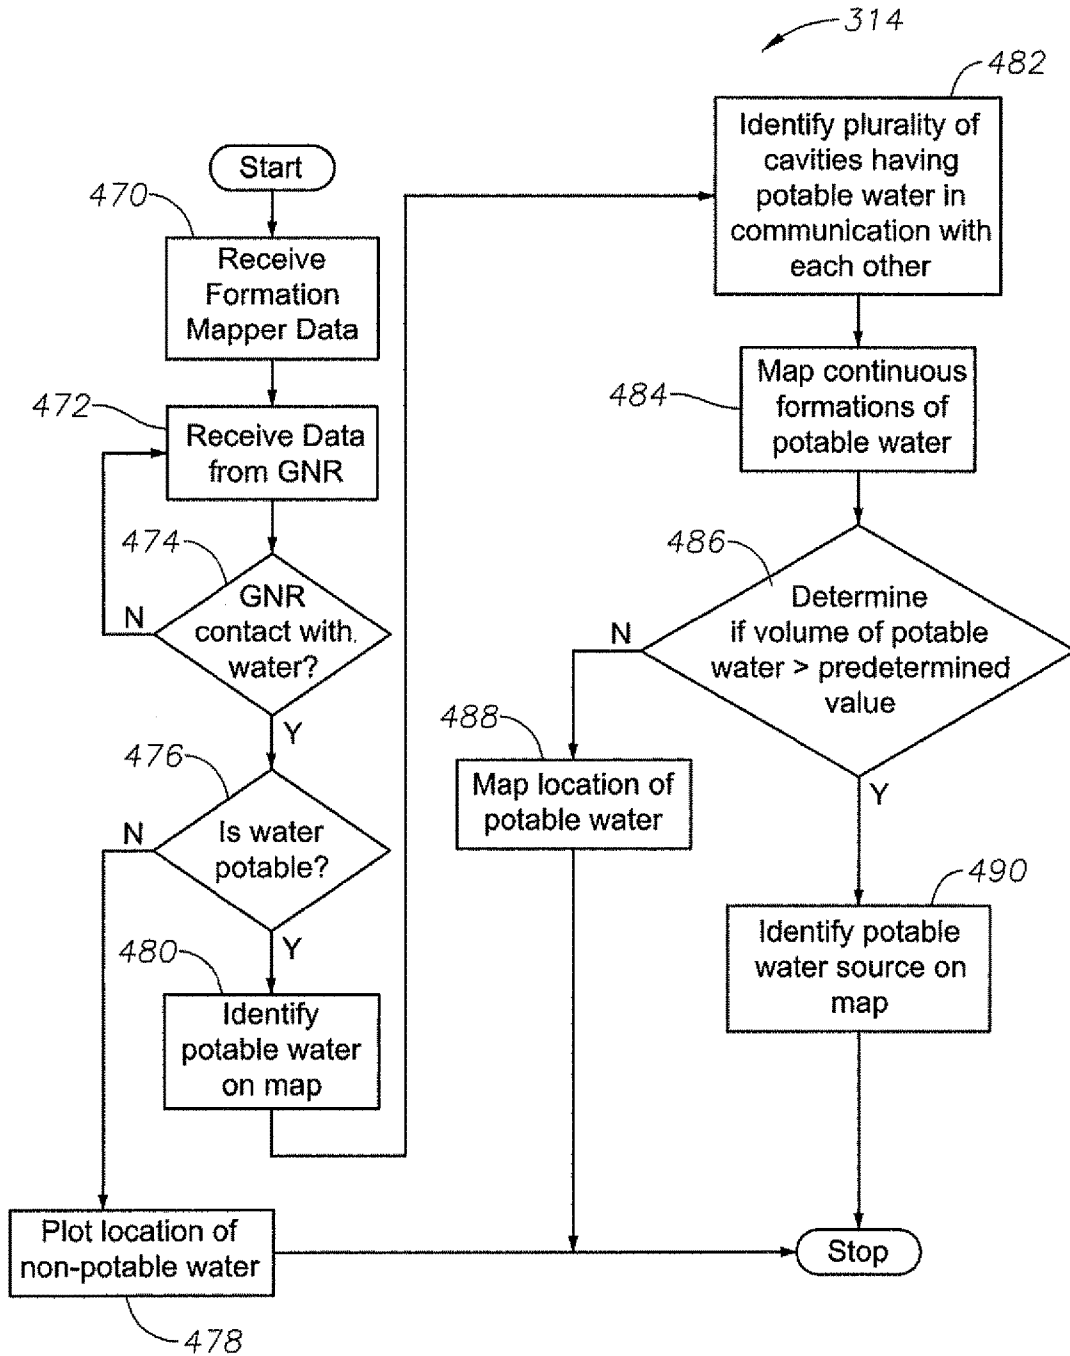 314
482
Identify plurality of
cavities having
potable water in
communication with
each other
Start
470
Receive
Formation
Mapper Data
472
Receive Data
from GNR
484
Map continuous
formations of
potable water
474
GNR
contact with
water?
N
Y
486
Determine
if volume of potable
water > predetermined
value
N
Y
476
Is water
potable?
N
Y
488
Map location of
potable water
480
Identify
potable water
on map
490
Identify potable
water source on
map
Plot location of
non-potable water
478
Stop